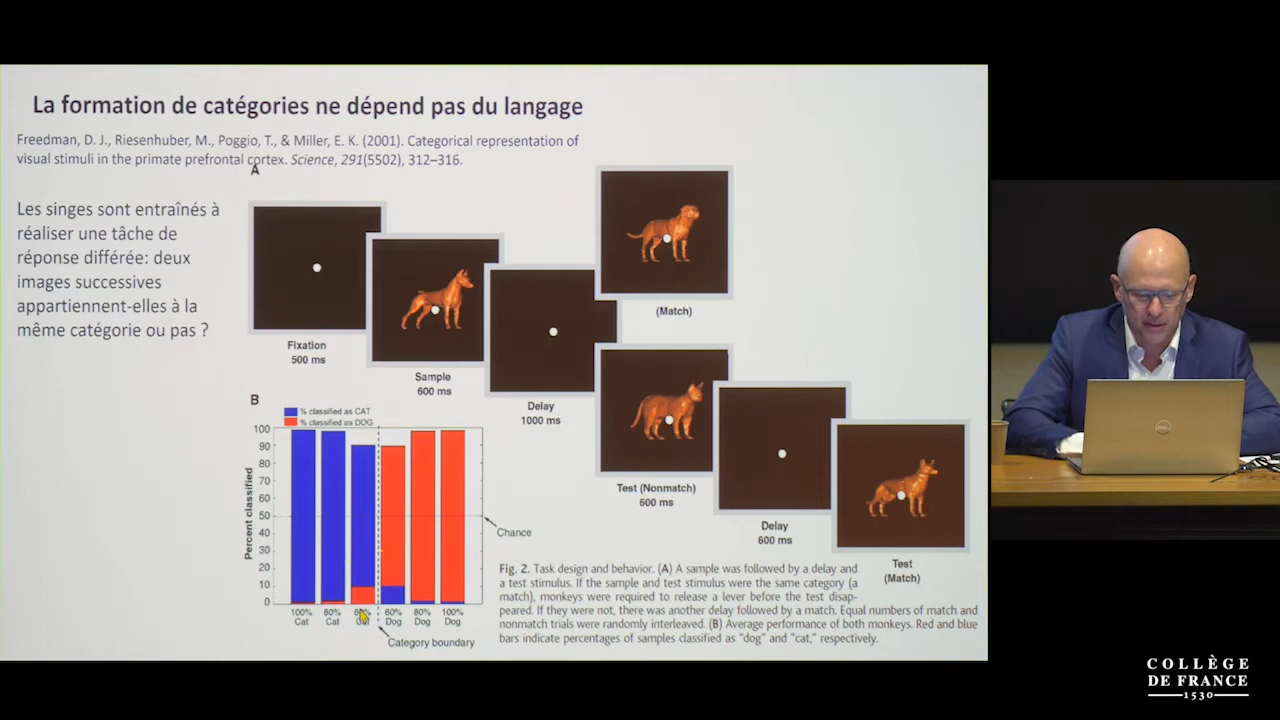 La formation de catégories ne dépend pas du langage
Freedman, D. J., Riesenhuber, M., Poggio, T., & Miller, E. K. (2001). Categorical representation of
visual stimuli in the primate prefrontal cortex. Science, 291(5502), 312–316.
Les singes sont entraînés à
réaliser une tâche de
réponse différée: deux
images successives
appartiennent-elles à la
même catégorie ou pas ?
A
Fixation
500 ms
Sample
600 ms
Delay
1000 ms
(Match)
Test (Nonmatch)
600 ms
Delay
600 ms
Test
(Match)
B
% classified as CAT
% classified as DOG
Percent classified
100
90
80
70
60
50
40
30
20
10
0
100%
Cat
80%
Cat
60%
Cat
60%
Dog
80%
Dog
100%
Dog
Chance
Category boundary
Fig. 2. Task design and behavior. (A) A sample was followed by a delay and
a test stimulus. If the sample and test stimulus were the same category (a
match), monkeys were required to release a lever before the test disap-
peared. If they were not, there was another delay followed by a match. Equal numbers of match and
nonmatch trials were randomly interleaved. (B) Average performance of both monkeys. Red and blue
bars indicate percentages of samples classified as "dog" and "cat," respectively.
DELL
COLLÈGE
DE FRANCE
1530